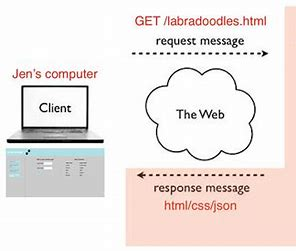 GET /labradoodles.html
request message
Jen's computer
Client
The Web
response message
html/css/json